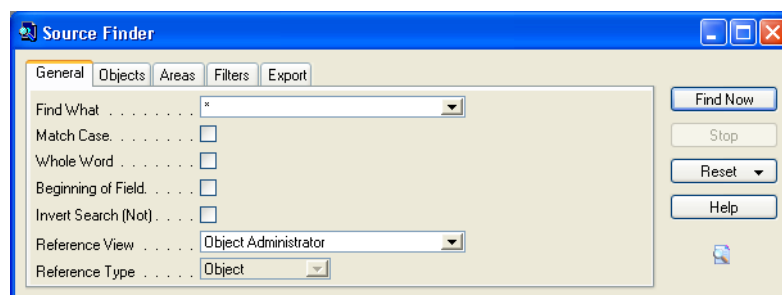 Source Finder
General Objects Areas Filters Export
Find What . . . . . . . . *
Find Now
Match Case. . . . . . . .
Stop
Whole Word . . . . . . .
Reset
Beginning of Field. . . . .
Help
Invert Search (Not) . . . .
Reference View . . . . . Object Administrator
Reference Type . . . . . Object